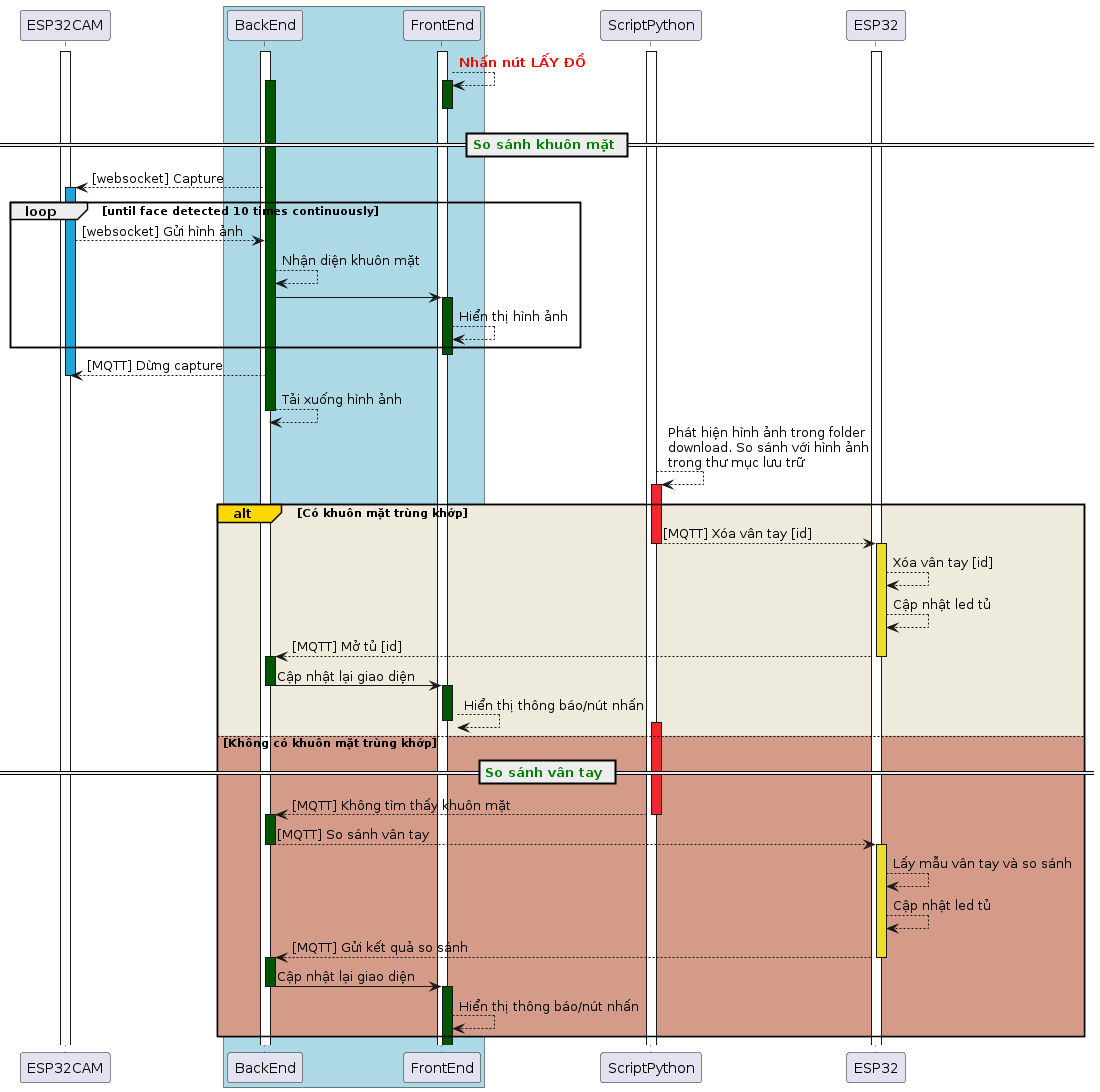 ESP32CAM
BackEnd
FrontEnd
ScriptPython
ESP32
Nhấn nút LẤY ĐỒ
So sánh khuôn mặt
[websocket] Capture
loop
[until face detected 10 times continuously]
[websocket] Gửi hình ảnh
Nhận diện khuôn mặt
Hiển thị hình ảnh
[MQTT] Dừng capture
Tải xuống hình ảnh
Phát hiện hình ảnh trong folder
download. So sánh với hình ảnh
trong thư mục lưu trữ
alt
[Có khuôn mặt trùng khớp]
[MQTT] Xóa vân tay [id]
Xóa vân tay [id]
Cập nhật led tủ
[MQTT] Mở tủ [id]
Cập nhật lại giao diện
Hiển thị thông báo/nút nhấn
[Không có khuôn mặt trùng khớp]
So sánh vân tay
[MQTT] Không tìm thấy khuôn mặt
[MQTT] So sánh vân tay
Lấy mẫu vân tay và so sánh
Cập nhật led tủ
[MQTT] Gửi kết quả so sánh
Cập nhật lại giao diện
Hiển thị thông báo/nút nhấn
ESP32CAM
BackEnd
FrontEnd
ScriptPython
ESP32